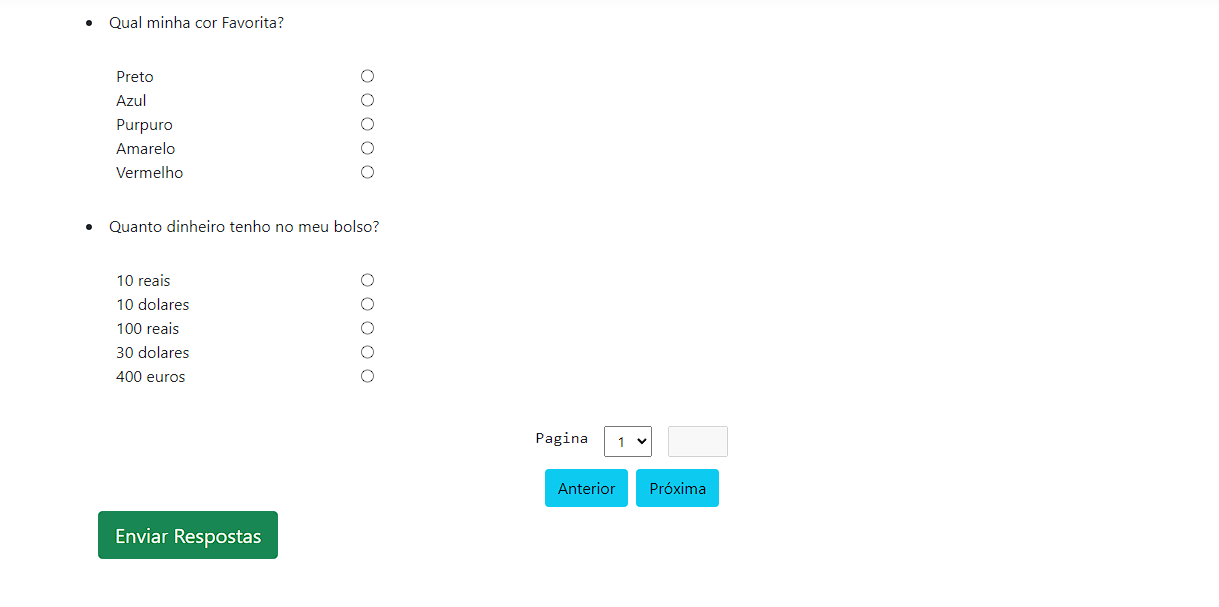 Qual minha cor Favorita?
Preto
Azul
Purpuro
Amarelo
Vermelho
Quanto dinheiro tenho no meu bolso?
10 reais
10 dolares
100 reais
30 dolares
400 euros
Pagina 1
Anterior Próxima
Enviar Respostas